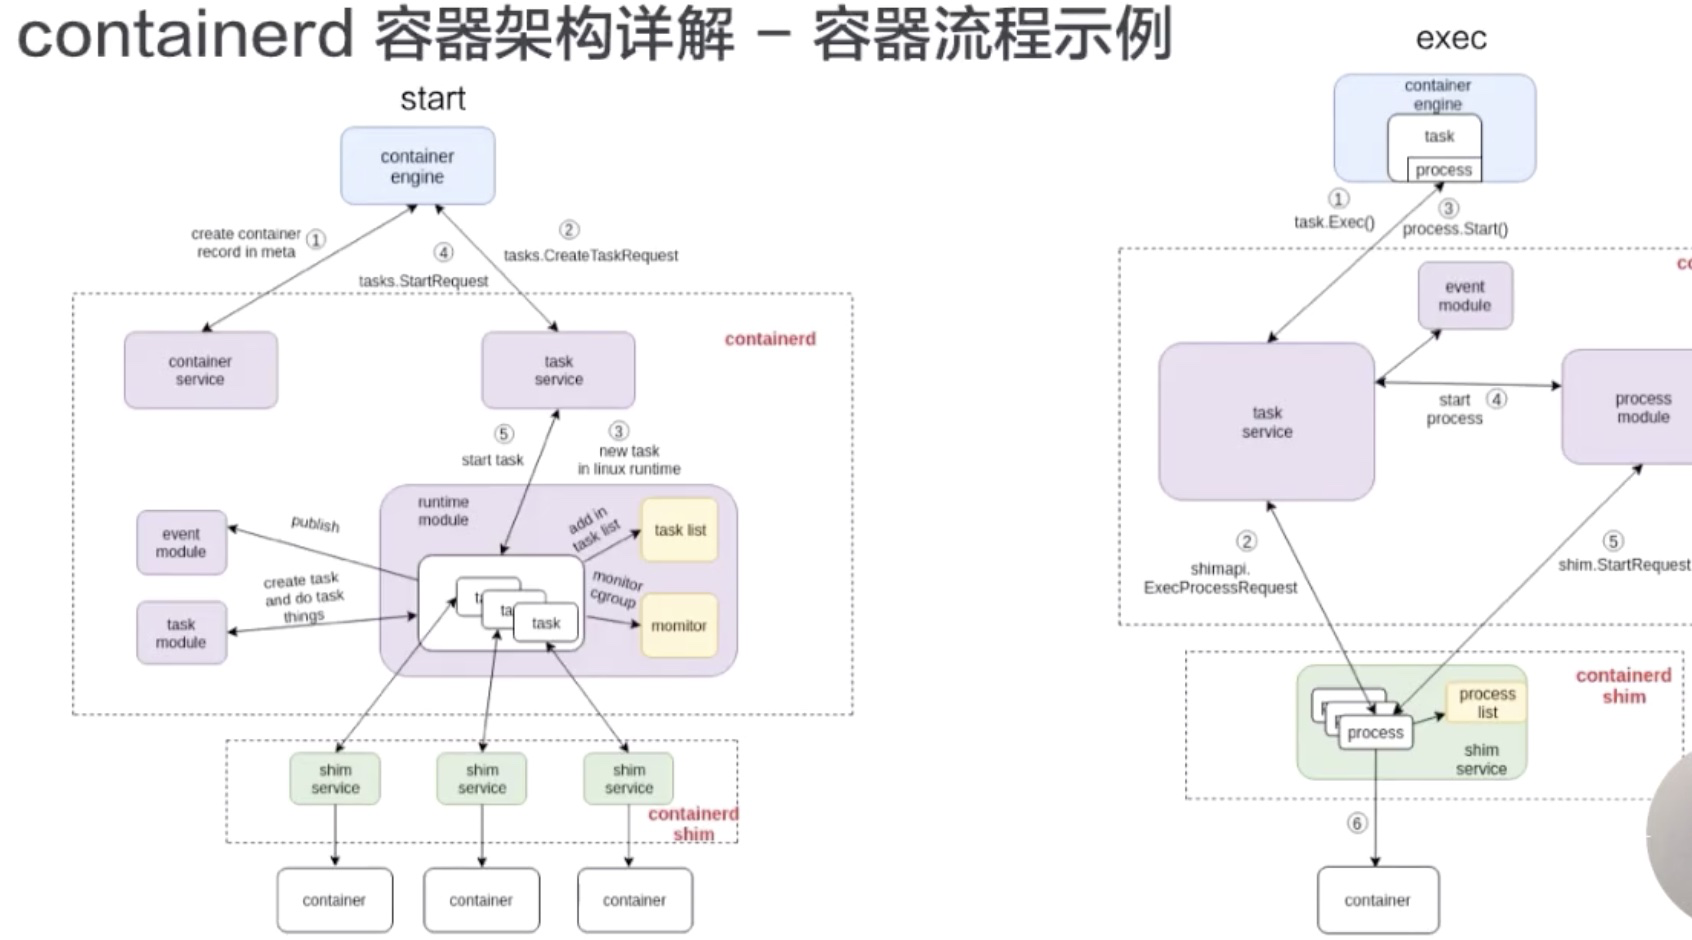 containerd 容器架构详解 - 容器流程示例
start
container
engine
create container
record in meta
①
②
tasks.CreateTaskRequest
④
tasks.StartRequest
containerd
container
service
task
service
⑤
start task
③
new task
in linux runtime
runtime
module
event
module
publish
add in
task list
task list
create task
and do task
things
monitor
cgroup
task
module
task
momitor
shim
service
shim
service
shim
service
containerd
shim
container
container
container
exec
container
engine
task
process
①
task.Exec()
③
process.Start()
event
module
task
service
start
process
④
process
module
②
shimapi.
ExecProcessRequest
⑤
shim.StartRequest
containerd
shim
process
process
list
shim
service
⑥
container